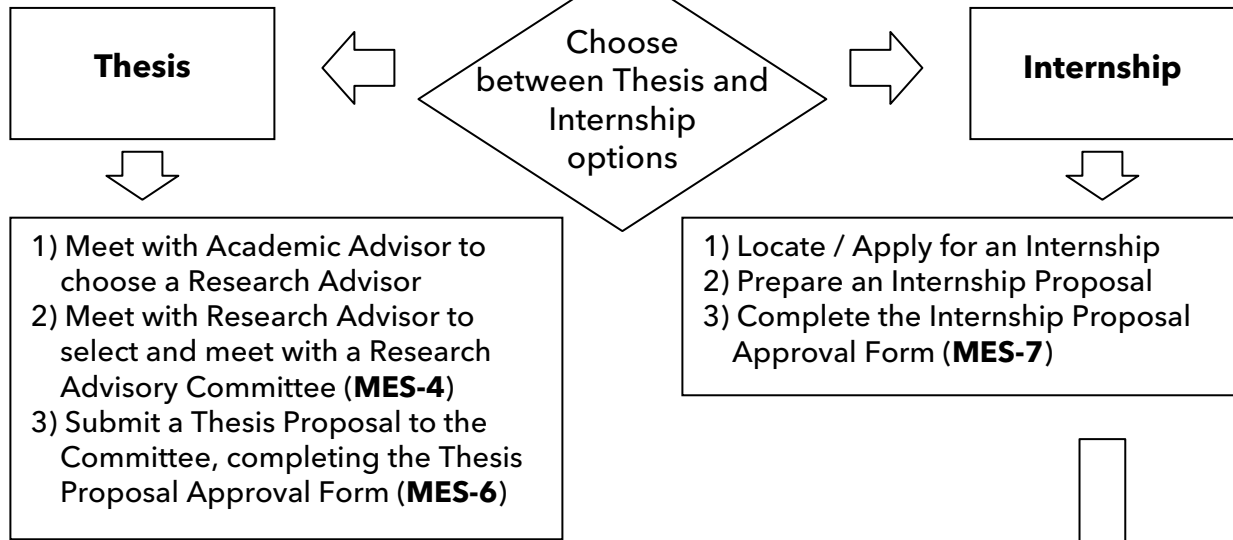 Thesis
Choose
between Thesis and
Internship
options
Internship
1) Meet with Academic Advisor to
choose a Research Advisor
2) Meet with Research Advisor to
select and meet with a Research
Advisory Committee (MES-4)
3) Submit a Thesis Proposal to the
Committee, completing the Thesis
Proposal Approval Form (MES-6)
1) Locate / Apply for an Internship
2) Prepare an Internship Proposal
3) Complete the Internship Proposal
Approval Form (MES-7)